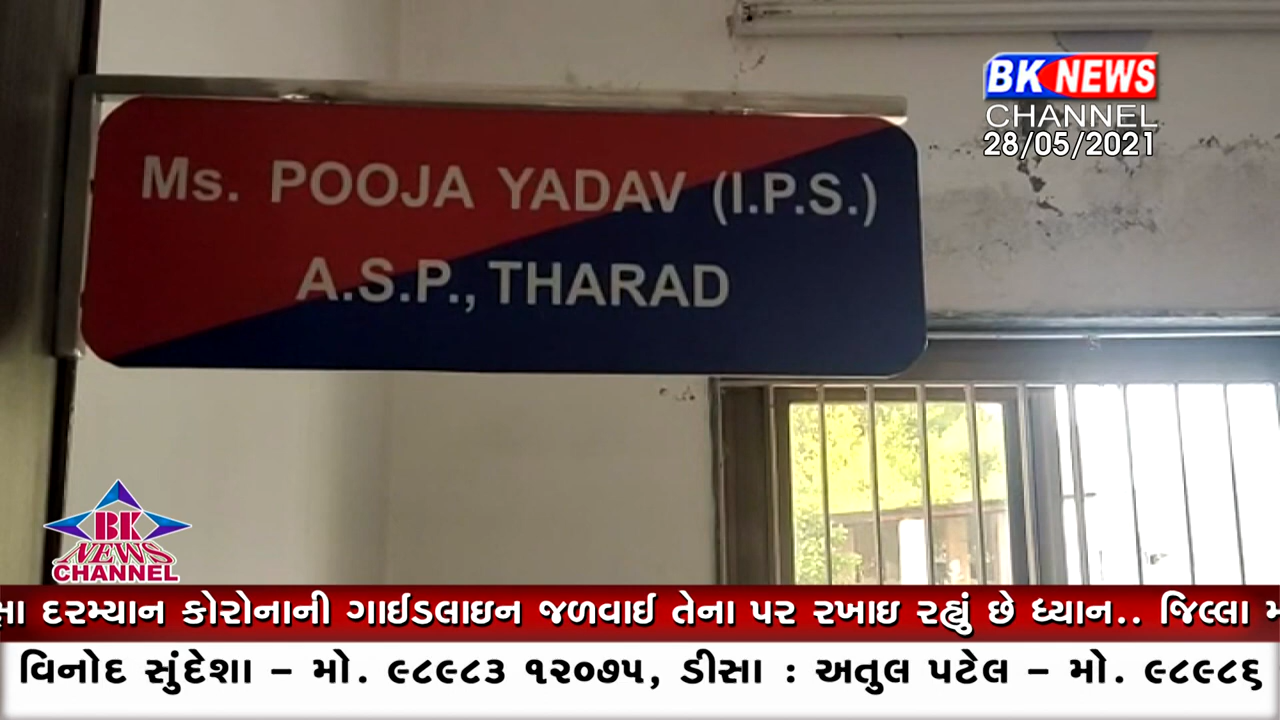 BK NEWS
CHANNEL
28/05/2021
Ms. POOJA YADAV (I.P.S.)
A.S.P., THARAD
BK
NEWS
CHANNEL
દરમ્યાન કોરોનાની ગાઈડલાઇન જળવાઈ તેના પર રખાઇ રહ્યું છે ધ્યાન.. જિલ્લા
વિનોદ સુંદેશા – મો. ૯૮૯૮૩ ૧૨૦૭૫, ડીસા : અતુલ પટેલ – મો. ૯૮૯૮૬